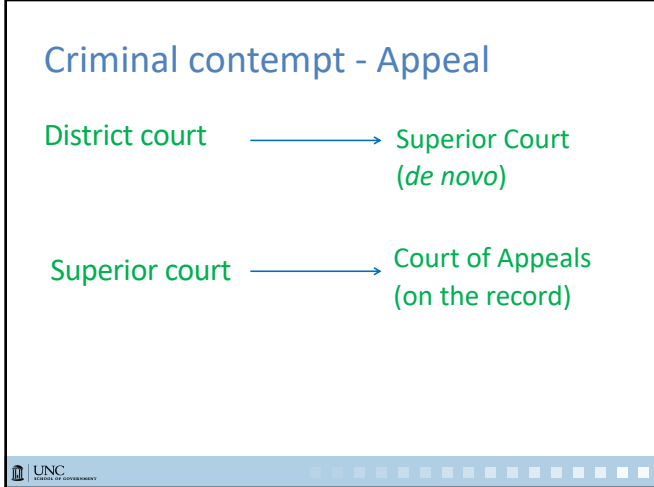 Criminal contempt - Appeal
District court
Superior Court
(de novo)
Superior court
Court of Appeals
(on the record)
UNC
SCHOOL OF GOVERNMENT